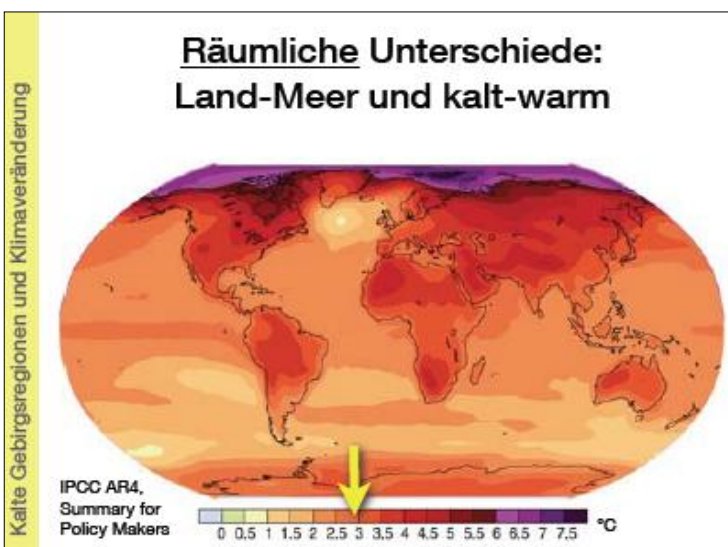 Kalte Gebirgsregionen und Klimaveränderung
Räumliche Unterschiede:
Land-Meer und kalt-warm
IPCC AR4,
Summary for
Policy Makers
0 0.5 1 1.5 2 2.5 3 3.5 4 4.5 5 5.5 6 6.5 7 7.5 °C